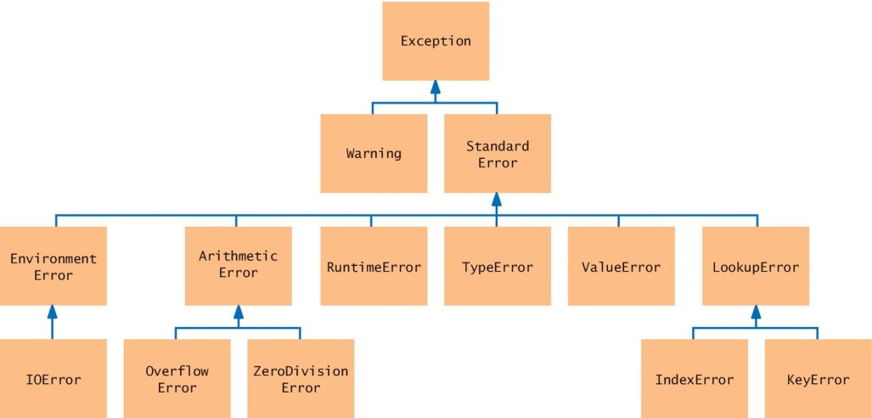 Exception
Warning
Standard
Error
Environment
Error
Arithmetic
Error
RuntimeError
TypeError
ValueError
LookupError
IOError
Overflow
Error
ZeroDivision
Error
IndexError
KeyError